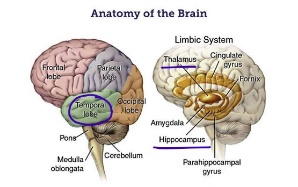 Anatomy of the Brain
Frontal
lobe
Parietal
lobe
Temporal
lobe
Occipital
lobe
Pons
Medulla
oblongata
Cerebellum
Limbic System
Thalamus
Cingulate
gyrus
Fornix
Amygdala
Hippocampus
Parahippocampal
gyrus